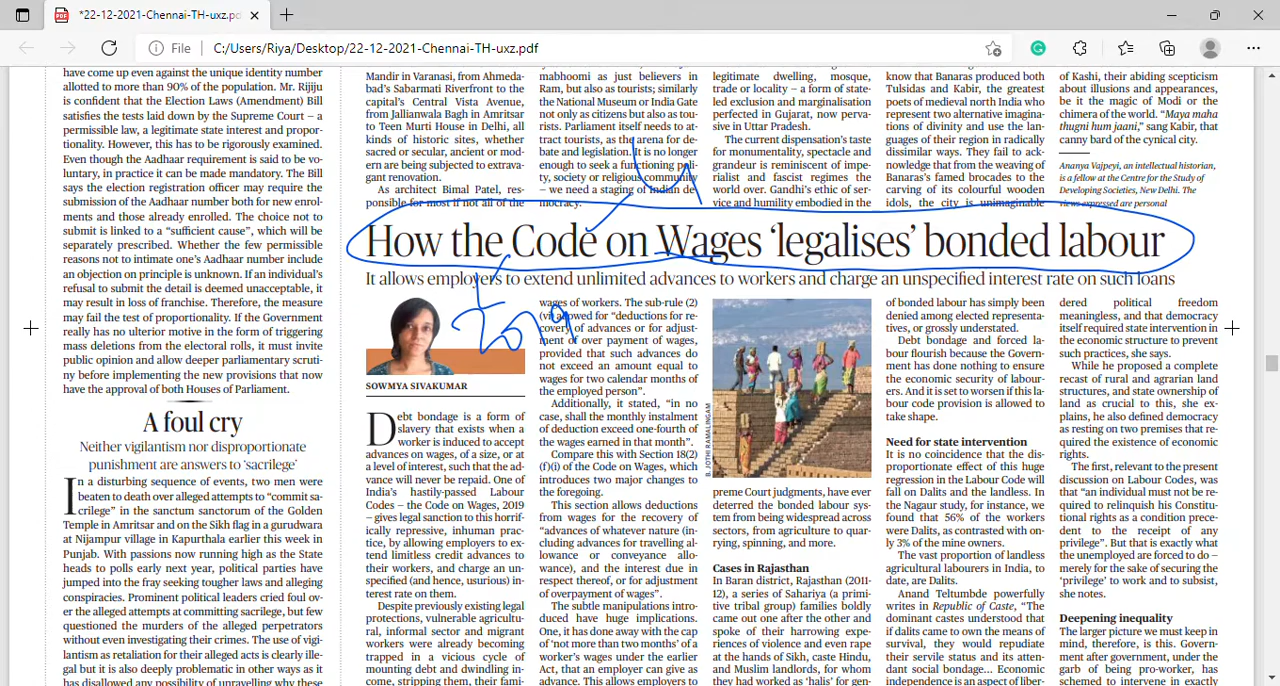 *22-12-2021-Chennai-TH-uxz.pd
File
C:/Users/Riya/Desktop/22-12-2021-Chennai-TH-uxz.pdf
have come up even against the unique identity number
allotted to more than 90% of the population. Mr. Rijiju
is confident that the Election Laws (Amendment) Bill
satisfies the tests laid down by the Supreme Court – a
permissible law, a legitimate state interest and propor-
tionality. However, this has to be rigorously examined.
Even though the Aadhaar requirement is said to be vo-
luntary, in practice it can be made mandatory. The Bill
says the election registration officer may require the
submission of the Aadhaar number both for new enrol-
ments and those already enrolled. The choice not to
submit is linked to a “sufficient cause”, which will be
separately prescribed. Whether the few permissible
reasons not to intimate one's Aadhaar number include
an objection on principle is unknown. If an individual's
refusal to submit the detail is deemed unacceptable, it
may result in loss of franchise. Therefore, the measure
may fail the test of proportionality. If the Government
really has no ulterior motive in the form of triggering
mass deletions from the electoral rolls, it must invite
public opinion and allow deeper parliamentary scruti-
ny before implementing the new provisions that now
have the approval of both Houses of Parliament.
A foul cry
Neither vigilantism nor disproportionate
punishment are answers to ‘sacrilege’
In a disturbing sequence of events, two men were
beaten to death over alleged attempts to “commit sa-
crilege” in the sanctum sanctorum of the Golden
Temple in Amritsar and on the Sikh flag in a gurudwara
at Nijampur village in Kapurthala earlier this week in
Punjab. With passions now running high as the State
heads to polls early next year, political parties have
jumped into the fray seeking tougher laws and alleging
conspiracies. Prominent political leaders cried foul ov-
er the alleged attempts at committing sacrilege, but few
questioned the murders of the alleged perpetrators
without even investigating their crimes. The use of vigi-
lantism as retaliation for their alleged acts is clearly ille-
gal but it is also deeply problematic in other ways as it
has disallowed any possibility of unravelling why these
Mandir in Varanasi, from Ahmeda-
bad's Sabarmati Riverfront to the
capital's Central Vista Avenue,
from Jallianwala Bagh in Amritsar
to Teen Murti House in Delhi, all
kinds of historic sites, whether
sacred or secular, ancient or mod-
ern are being subjected to extrava-
gant renovation.
As architect Bimal Patel, res-
ponsible for most if not all of the
mabhoomi as just believers in
Ram, but also as tourists; similarly
the National Museum or India Gate
not only as citizens but also as tou-
rists. Parliament itself needs to at-
tract tourists, as the arena for de-
bate and legislation. It is no longer
enough to seek a functioning poli-
ty, society or religious community
– we need a staging of Indian de-
mocracy.
legitimate dwelling, mosque,
trade or locality – a form of state-
led exclusion and marginalisation
perfected in Gujarat, now perva-
sive in Uttar Pradesh.
The current dispensation's taste
for monumentality, spectacle and
grandeur is reminiscent of impe-
rialist and fascist regimes the
world over. Gandhi's ethic of ser-
vice and humility embodied in the
know that Banaras produced both
Tulsidas and Kabir, the greatest
poets of medieval north India who
represent two alternative imagina-
tions of divinity and use the lan-
guages of their region in radically
dissimilar ways. They fail to ack-
nowledge that from the weaving of
Banaras's famed brocades to the
carving of its colourful wooden
idols, the city is unimaginable
of Kashi, their abiding scepticism
about illusions and appearances,
be it the magic of Modi or the
chimera of the world. “Maya maha
thugni hum jaani,” sang Kabir, that
canny bard of the cynical city.
Ananya Vajpeyi, an intellectual historian,
is a fellow at the Centre for the Study of
Developing Societies, New Delhi. The
views expressed are personal
How the Code on Wages ‘legalises’ bonded labour
It allows employers to extend unlimited advances to workers and charge an unspecified interest rate on such loans
2019
SOWMYA SIVAKUMAR
Debt bondage is a form of
slavery that exists when a
worker is induced to accept
advances on wages, of a size, or at
a level of interest, such that the ad-
vance will never be repaid. One of
India's hastily-passed Labour
Codes – the Code on Wages, 2019
– gives legal sanction to this horrif-
ically repressive, inhuman prac-
tice, by allowing employers to ex-
tend limitless credit advances to
their workers, and charge an un-
specified (and hence, usurious) in-
terest rate on them.
Despite previously existing legal
protections, vulnerable agricultu-
ral, informal sector and migrant
workers were already becoming
trapped in a vicious cycle of
mounting debt and dwindling in-
come, stripping them, their fami-
wages of workers. The sub-rule (2)
(vi) allowed for “deductions for re-
covery of advances or for adjust-
ment of over payment of wages,
provided that such advances do
not exceed an amount equal to
wages for two calendar months of
the employed person”.
Additionally, it stated, “in no
case, shall the monthly instalment
of deduction exceed one-fourth of
the wages earned in that month”.
Compare this with Section 18(2)
(f)(i) of the Code on Wages, which
introduces two major changes to
the foregoing.
This section allows deductions
from wages for the recovery of
“advances of whatever nature (in-
cluding advances for travelling al-
lowance or conveyance allo-
wance), and the interest due in
respect thereof, or for adjustment
of overpayment of wages”.
The subtle manipulations intro-
duced have huge implications.
One, it has done away with the cap
of ‘not more than two months’ of a
worker's wages under the earlier
Act, that an employer can give as
advance. This allows employers to
B. JOTHI RAMALINGAM
preme Court judgments, have ever
deterred the bonded labour sys-
tem from being widespread across
sectors, from agriculture to quar-
rying, spinning, and more.
Cases in Rajasthan
In Baran district, Rajasthan (2011-
12), a series of Sahariya (a primi-
tive tribal group) families boldly
came out one after the other and
spoke of their harrowing expe-
riences of violence and even rape
at the hands of Sikh, caste Hindu,
and Muslim landlords, for whom
they had worked as ‘halis’ for gen-
of bonded labour has simply been
denied among elected representa-
tives, or grossly understated.
Debt bondage and forced la-
bour flourish because the Govern-
ment has done nothing to ensure
the economic security of labour-
ers. And it is set to worsen if this la-
bour code provision is allowed to
take shape.
Need for state intervention
It is no coincidence that the dis-
proportionate effect of this huge
regression in the Labour Code will
fall on Dalits and the landless. In
the Nagaur study, for instance, we
found that 56% of the workers
were Dalits, as contrasted with on-
ly 3% of the mine owners.
The vast proportion of landless
agricultural labourers in India, to
date, are Dalits.
Anand Teltumbde powerfully
writes in Republic of Caste, “The
dominant castes understood that
if dalits came to own the means of
survival, they would repudiate
their servile status and its atten-
dant social bondage... Economic
independence is an aspect of liber-
dered political freedom
meaningless, and that democracy
itself required state intervention in
the economic structure to prevent
such practices, she says.
While he proposed a complete
recast of rural and agrarian land
structures, and state ownership of
land as crucial to this, she ex-
plains, he also defined democracy
as resting on two premises that re-
quired the existence of economic
rights.
The first, relevant to the present
discussion on Labour Codes, was
that “an individual must not be re-
quired to relinquish his Constitu-
tional rights as a condition prece-
dent to the receipt of any
privilege”. But that is exactly what
the unemployed are forced to do –
merely for the sake of securing the
‘privilege’ to work and to subsist,
she notes.
Deepening inequality
The larger picture we must keep in
mind, therefore, is this. Govern-
ment after government, under the
garb of being pro-worker, has
schemed to intervene in exactly